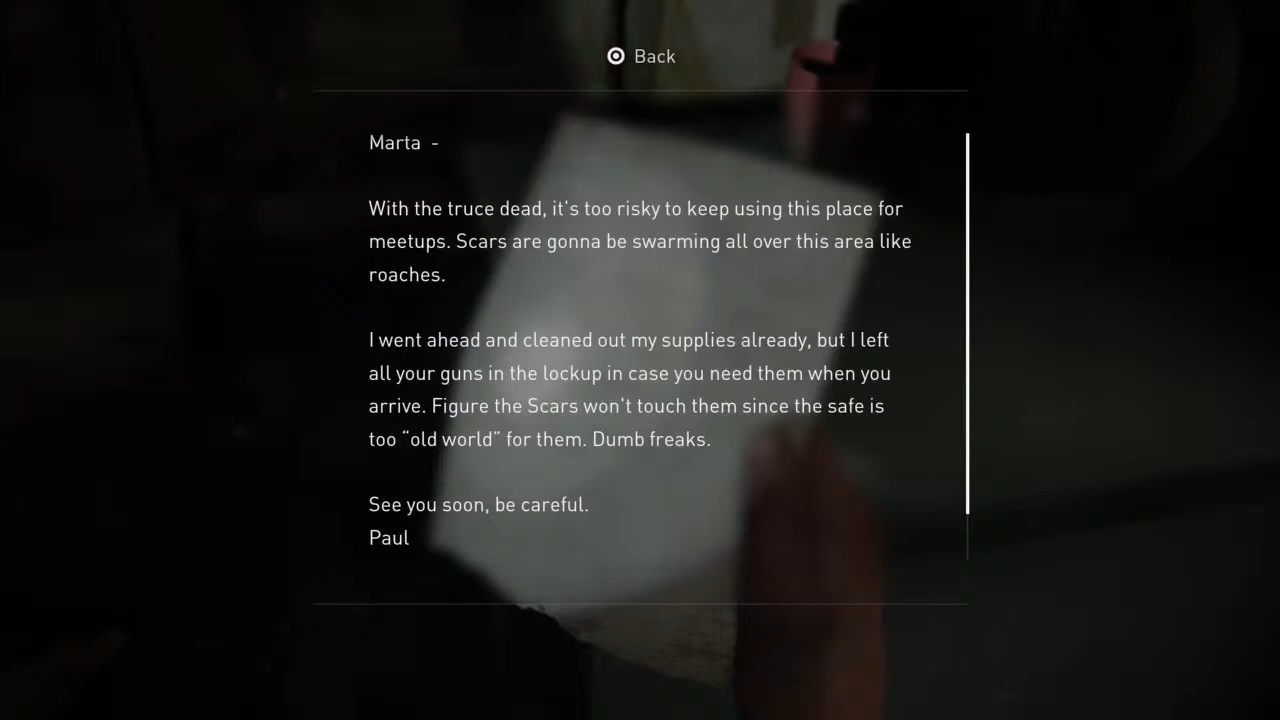 Back
Marta -
With the truce dead, it's too risky to keep using this place for
meetups. Scars are gonna be swarming all over this area like
roaches.
I went ahead and cleaned out my supplies already, but I left
all your guns in the lockup in case you need them when you
arrive. Figure the Scars won't touch them since the safe is
too “old world” for them. Dumb freaks.
See you soon, be careful.
Paul